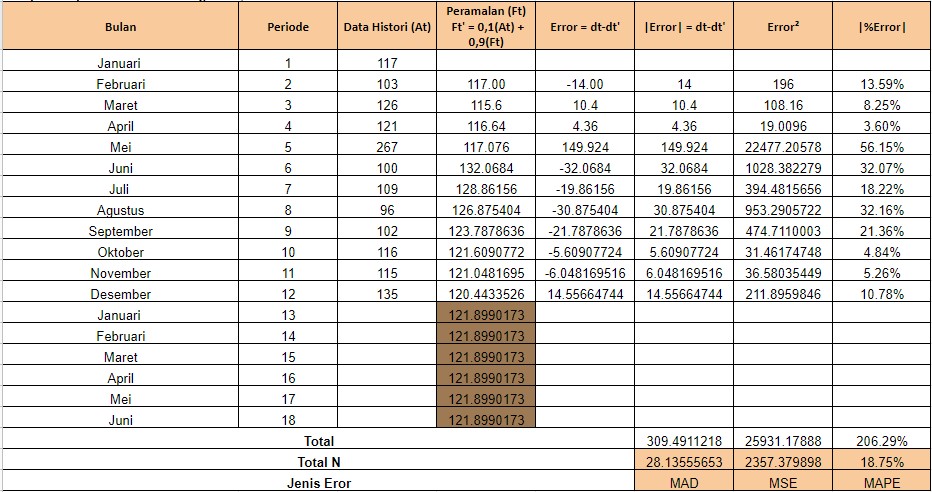 Bulan Periode Data Histori (At) Peramalan (Ft) Ft' = 0,1(At) + 0,9(Ft) Error = dt-dt' |Error| = dt-dt' Error² |%Error|
Januari 1 117
Februari 2 103 117.00 -14.00 14 196 13.59%
Maret 3 126 115.6 10.4 10.4 108.16 8.25%
April 4 121 116.64 4.36 4.36 19.0096 3.60%
Mei 5 267 117.076 149.924 149.924 22477.20578 56.15%
Juni 6 100 132.0684 -32.0684 32.0684 1028.382279 32.07%
Juli 7 109 128.86156 -19.86156 19.86156 394.4815656 18.22%
Agustus 8 96 126.875404 -30.875404 30.875404 953.2905722 32.16%
September 9 102 123.7878636 -21.7878636 21.7878636 474.7110003 21.36%
Oktober 10 116 121.6090772 -5.60907724 5.60907724 31.46174748 4.84%
November 11 115 121.0481695 -6.048169516 6.048169516 36.58035449 5.26%
Desember 12 135 120.4433526 14.55664744 14.55664744 211.8959846 10.78%
Januari 13 121.8990173
Februari 14 121.8990173
Maret 15 121.8990173
April 16 121.8990173
Mei 17 121.8990173
Juni 18 121.8990173
Total 309.4911218 25931.17888 206.29%
Total N 28.13555653 2357.379898 18.75%
Jenis Eror MAD MSE MAPE